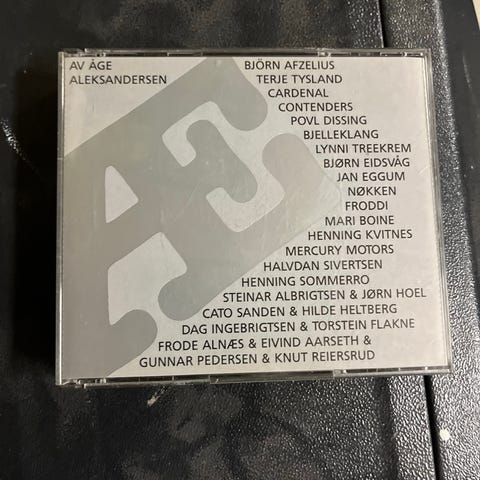 AV ÅGE
ALEKSANDERSEN
BJÖRN AFZELIUS
TERJE TYSLAND
CARDENAL
CONTENDERS
POVL DISSING
BJELLEKLANG
LYNNI TREEKREM
BJØRN EIDSVÅG
JAN EGGUM
NØKKEN
FRODDI
MARI BOINE
HENNING KVITNES
MERCURY MOTORS
HALVDAN SIVERTSEN
HENNING SOMMERRO
STEINAR ALBRIGTSEN & JØRN HOEL
CATO SANDEN & HILDE HELTBERG
DAG INGEBRIGTSEN & TORSTEIN FLAKNE
FRODE ALNÆS & EIVIND AARSETH &
GUNNAR PEDERSEN & KNUT REIERSRUD
Æ